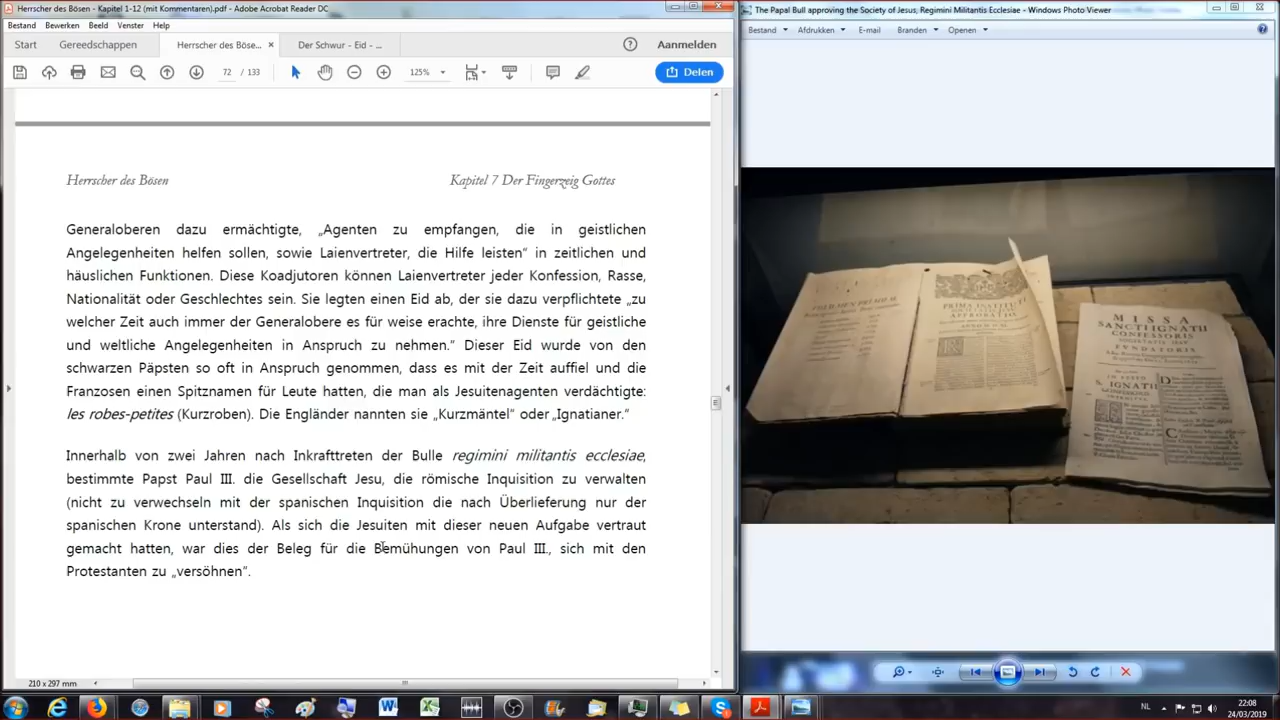 Herrscher des Bösen - Kapitel 1-12 (mit Kommentaren).pdf - Adobe Acrobat Reader DC
Bestand Bewerken Beeld Venster Help
Start Gereedschappen Herrscher des Böse... × Der Schwur - Eid - ... Aanmelden
72 / 133 125% Delen
Herrscher des Bösen Kapitel 7 Der Fingerzeig Gottes
Generaloberen dazu ermächtigte, „Agenten zu empfangen, die in geistlichen
Angelegenheiten helfen sollen, sowie Laienvertreter, die Hilfe leisten“ in zeitlichen und
häuslichen Funktionen. Diese Koadjutoren können Laienvertreter jeder Konfession, Rasse,
Nationalität oder Geschlechtes sein. Sie legten einen Eid ab, der sie dazu verpflichtete „zu
welcher Zeit auch immer der Generalobere es für weise erachte, ihre Dienste für geistliche
und weltliche Angelegenheiten in Anspruch zu nehmen.“ Dieser Eid wurde von den
schwarzen Päpsten so oft in Anspruch genommen, dass es mit der Zeit auffiel und die
Franzosen einen Spitznamen für Leute hatten, die man als Jesuitenagenten verdächtigte:
les robes-petites (Kurzroben). Die Engländer nannten sie „Kurzmäntel“ oder „Ignatianer.“
Innerhalb von zwei Jahren nach Inkrafttreten der Bulle regimini militantis ecclesiae,
bestimmte Papst Paul III. die Gesellschaft Jesu, die römische Inquisition zu verwalten
(nicht zu verwechseln mit der spanischen Inquisition die nach Überlieferung nur der
spanischen Krone unterstand). Als sich die Jesuiten mit dieser neuen Aufgabe vertraut
gemacht hatten, war dies der Beleg für die Bemühungen von Paul III., sich mit den
Protestanten zu „versöhnen“.
210 x 297 mm
The Papal Bull approving the Society of Jesus, Regimini Militantis Ecclesiae - Windows Photo Viewer
Bestand Afdrukken E-mail Branden Openen
PRIMA INSTITUTI
APPROBATIO
MISSA
SANCTI IGNATII
CONFESSORIS
FUNDATORIS
NL 22:08
24/03/2019